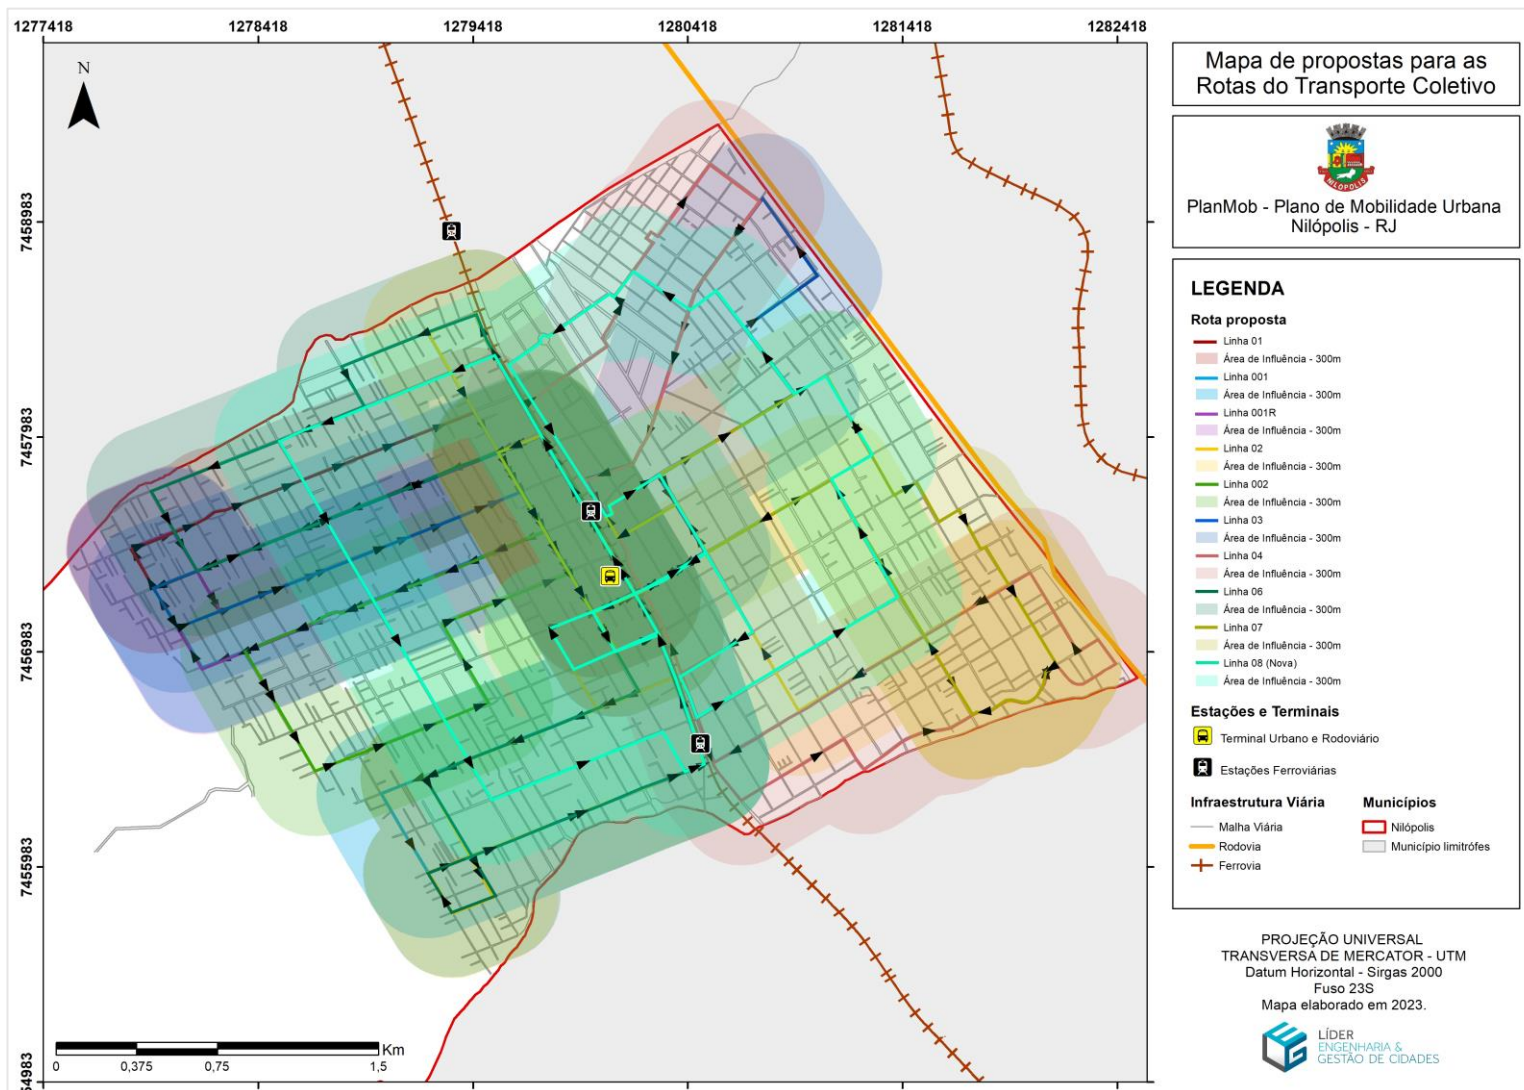 1277418
1278418
1279418
1280418
1281418
1282418
N
7458983
7457983
7456983
7455983
Km
0
0,375
0,75
1,5
Mapa de propostas para as
Rotas do Transporte Coletivo
NILÓPOLIS
PlanMob - Plano de Mobilidade Urbana
Nilópolis - RJ
LEGENDA
Rota proposta
Linha 01
Área de Influência - 300m
Linha 001
Área de Influência - 300m
Linha 001R
Área de Influência - 300m
Linha 02
Área de Influência - 300m
Linha 002
Área de Influência - 300m
Linha 03
Área de Influência - 300m
Linha 04
Área de Influência - 300m
Linha 06
Área de Influência - 300m
Linha 07
Área de Influência - 300m
Linha 08 (Nova)
Área de Influência - 300m
Estações e Terminais
Terminal Urbano e Rodoviário
Estações Ferroviárias
Infraestrutura Viária
Malha Viária
Rodovia
Ferrovia
Municípios
Nilópolis
Município limitrófes
PROJEÇÃO UNIVERSAL
TRANSVERSA DE MERCATOR - UTM
Datum Horizontal - Sirgas 2000
Fuso 23S
Mapa elaborado em 2023.
LÍDER
ENGENHARIA &
GESTÃO DE CIDADES